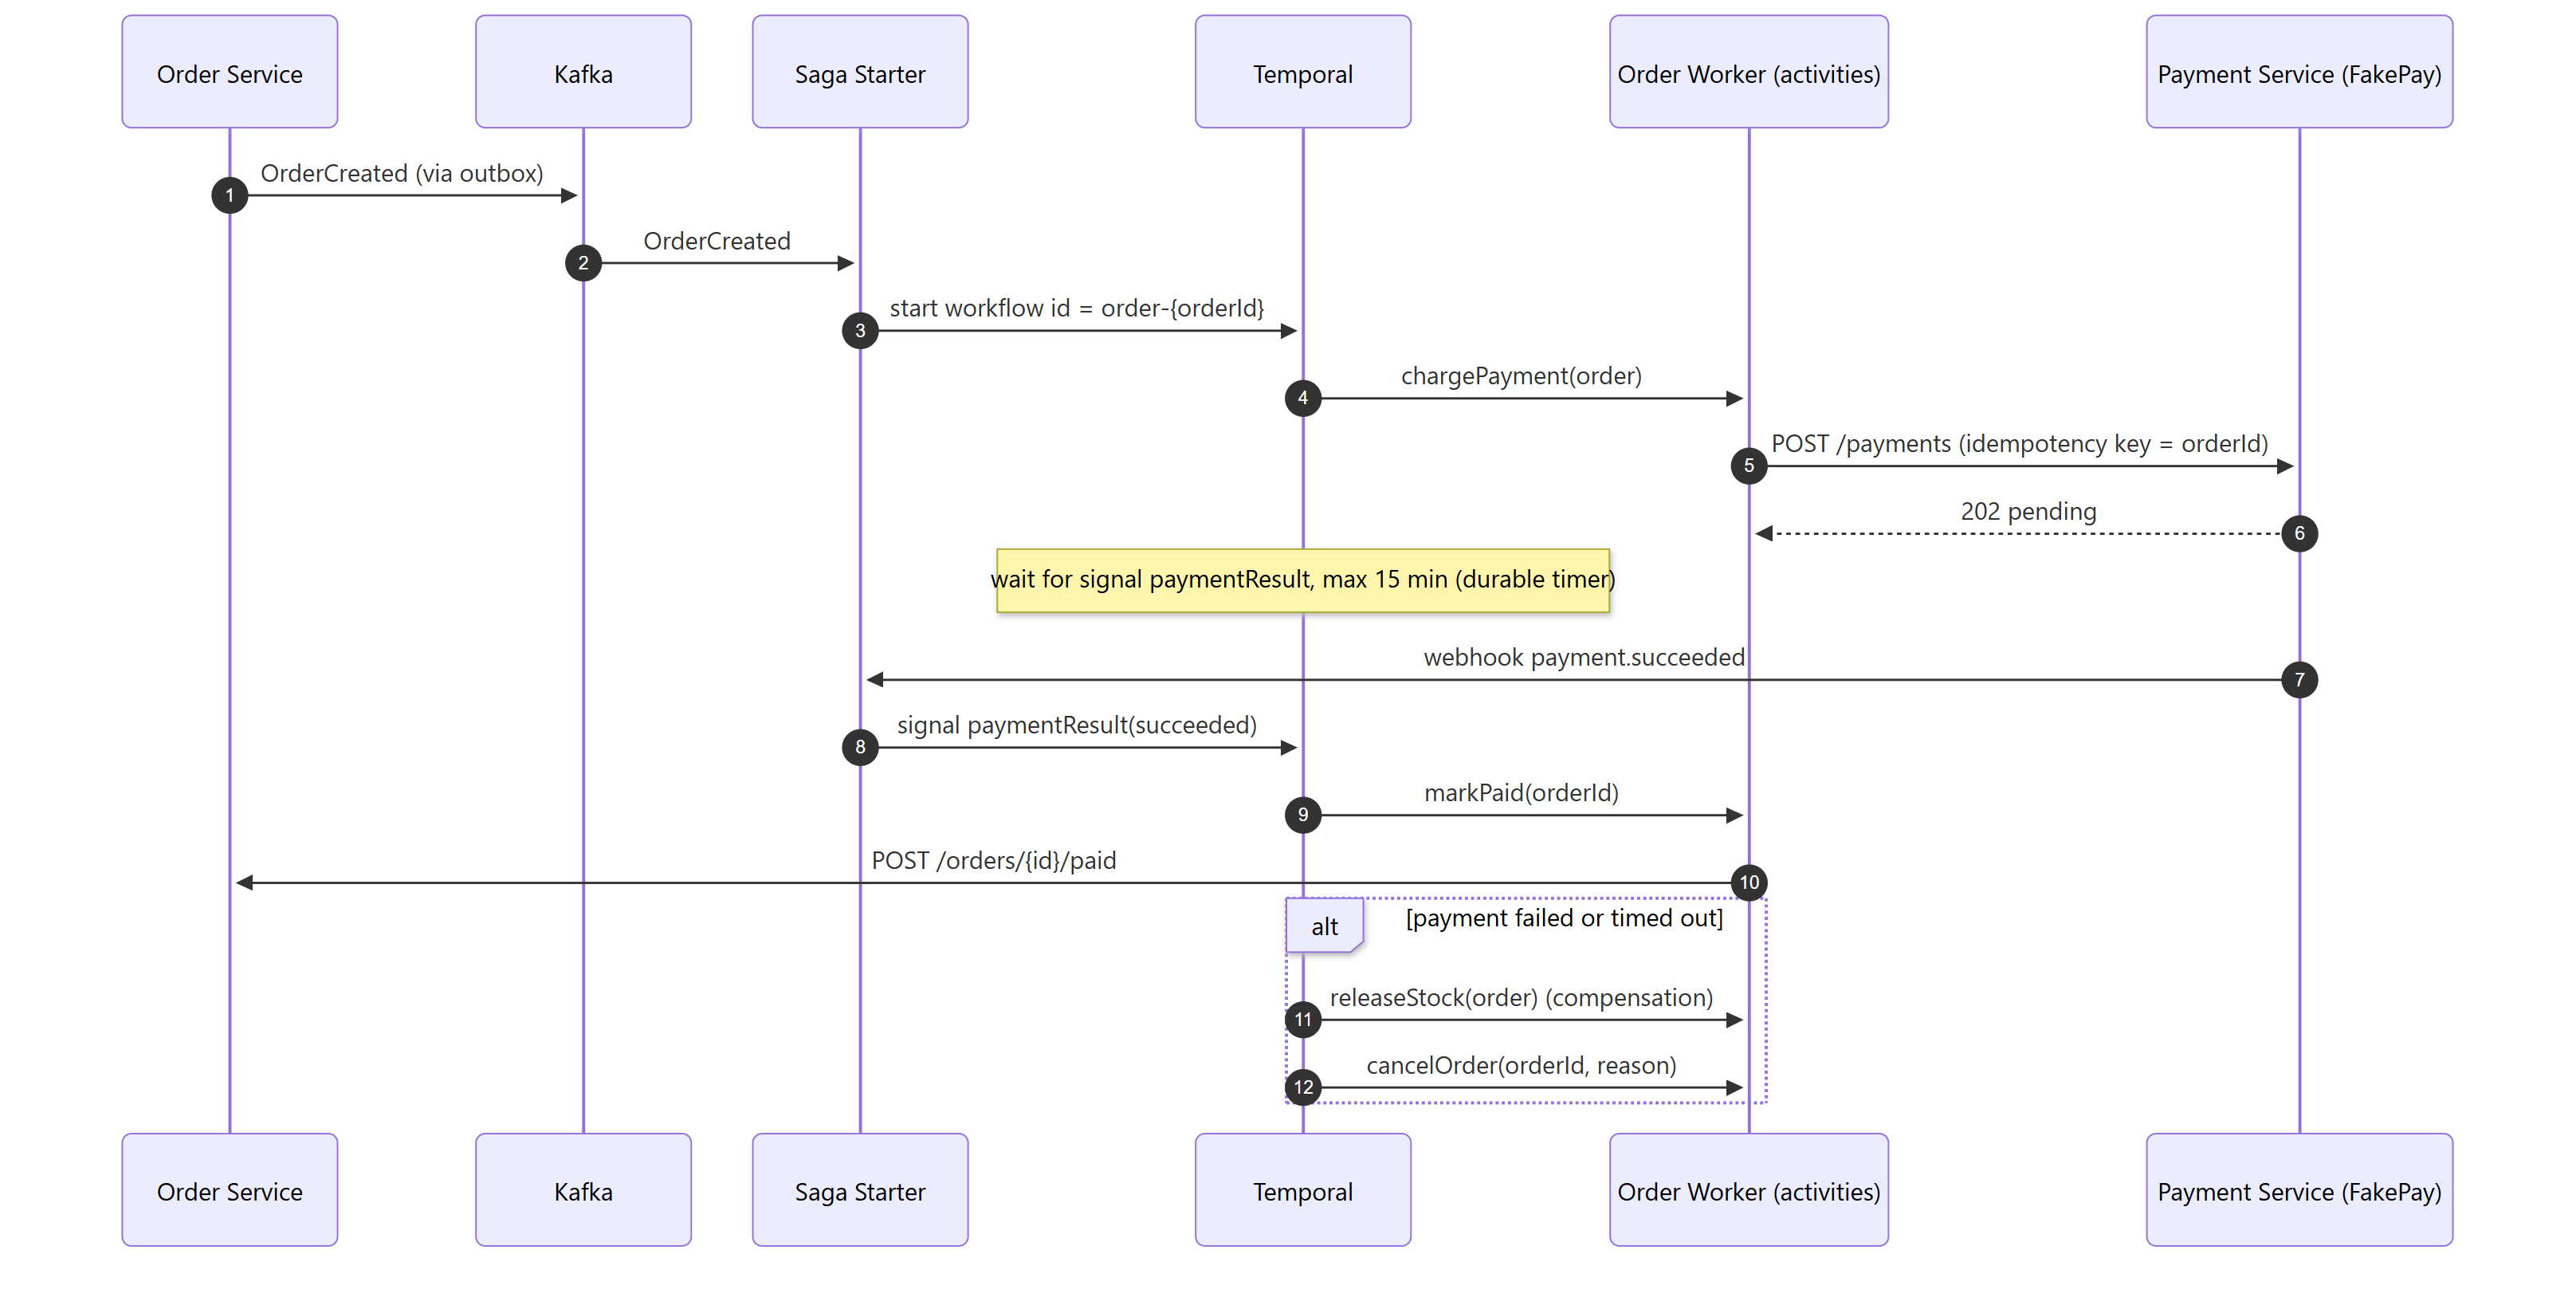 Order Service
Kafka
Saga Starter
Temporal
Order Worker (activities)
Payment Service (FakePay)
OrderCreated (via outbox)
1
OrderCreated
2
start workflow id = order-{orderId}
3
chargePayment(order)
4
POST /payments (idempotency key = orderId)
5
202 pending
6
wait for signal paymentResult, max 15 min (durable timer)
webhook payment.succeeded
7
signal paymentResult(succeeded)
8
markPaid(orderId)
9
POST /orders/{id}/paid
10
alt
[payment failed or timed out]
releaseStock(order) (compensation)
11
cancelOrder(orderId, reason)
12
Order Service
Kafka
Saga Starter
Temporal
Order Worker (activities)
Payment Service (FakePay)